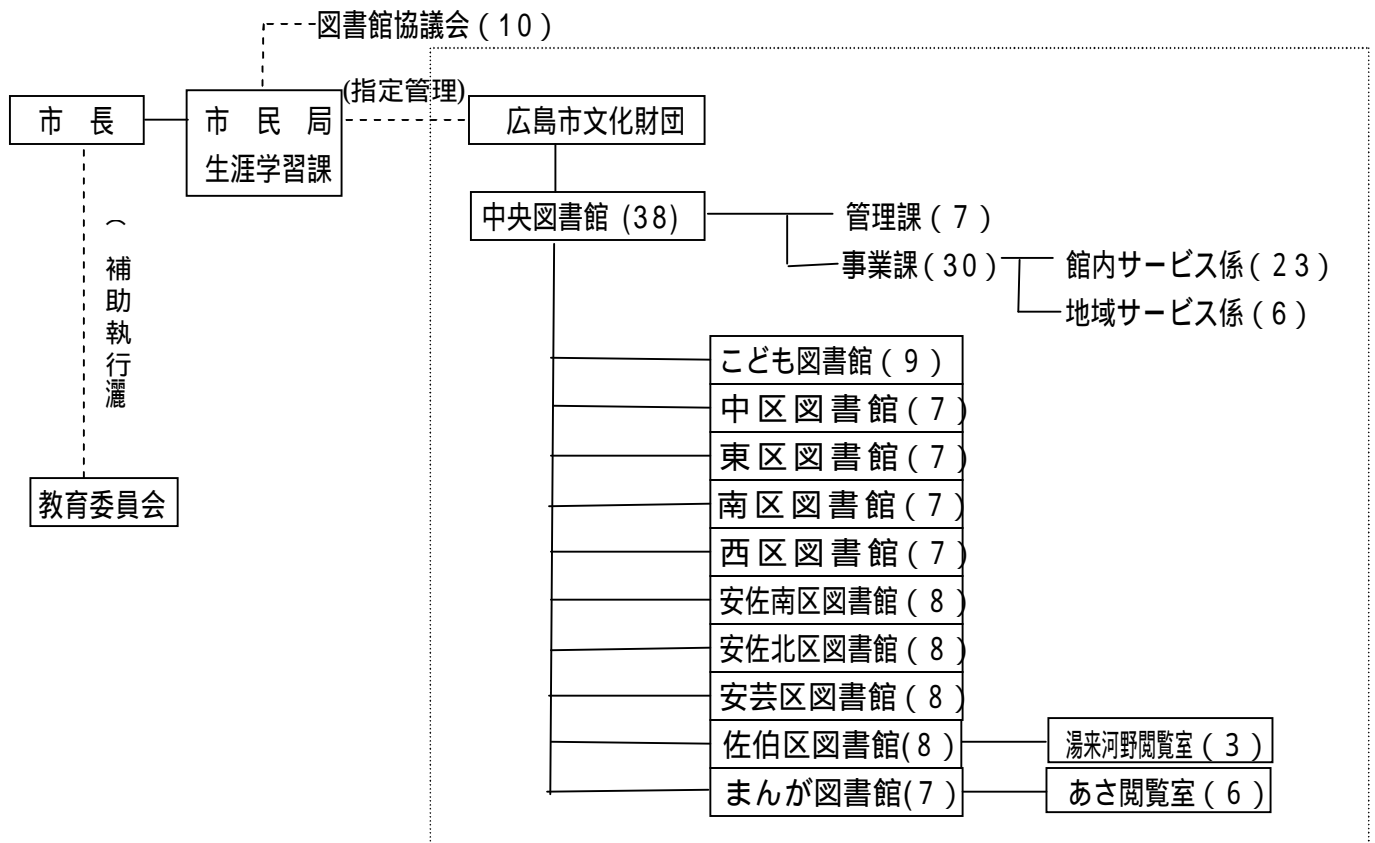 図書館協議会(10)
(指定管理)
市 長
市 民 局
生涯学習課
広島市文化財団
中央図書館 (38)
管理課(7)
事業課(30)
館内サービス係(23)
地域サービス係(6)
(補助執行灑
教育委員会
こども図書館(9)
中区図書館(7)
東区図書館(7)
南区図書館(7)
西区図書館(7)
安佐南区図書館(8)
安佐北区図書館(8)
安芸区図書館(8)
佐伯区図書館(8)
湯来河野閲覧室(3)
まんが図書館(7)
あさ閲覧室(6)